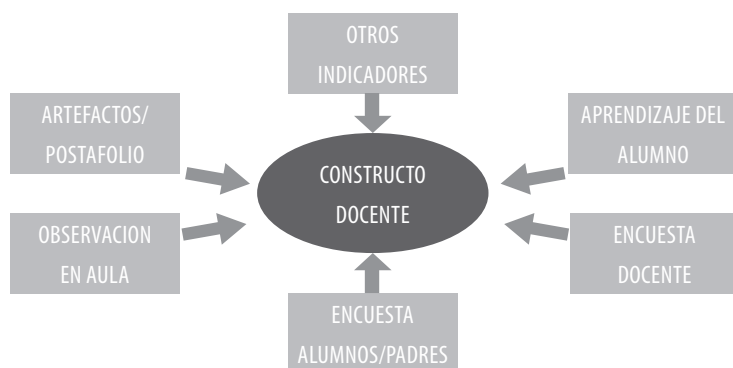 OTROS
INDICADORES
ARTEFACTOS/
POSTAFOLIO
APRENDIZAJE DEL
ALUMNO
CONSTRUCTO
DOCENTE
OBSERVACION
EN AULA
ENCUESTA
DOCENTE
ENCUESTA
ALUMNOS/PADRES